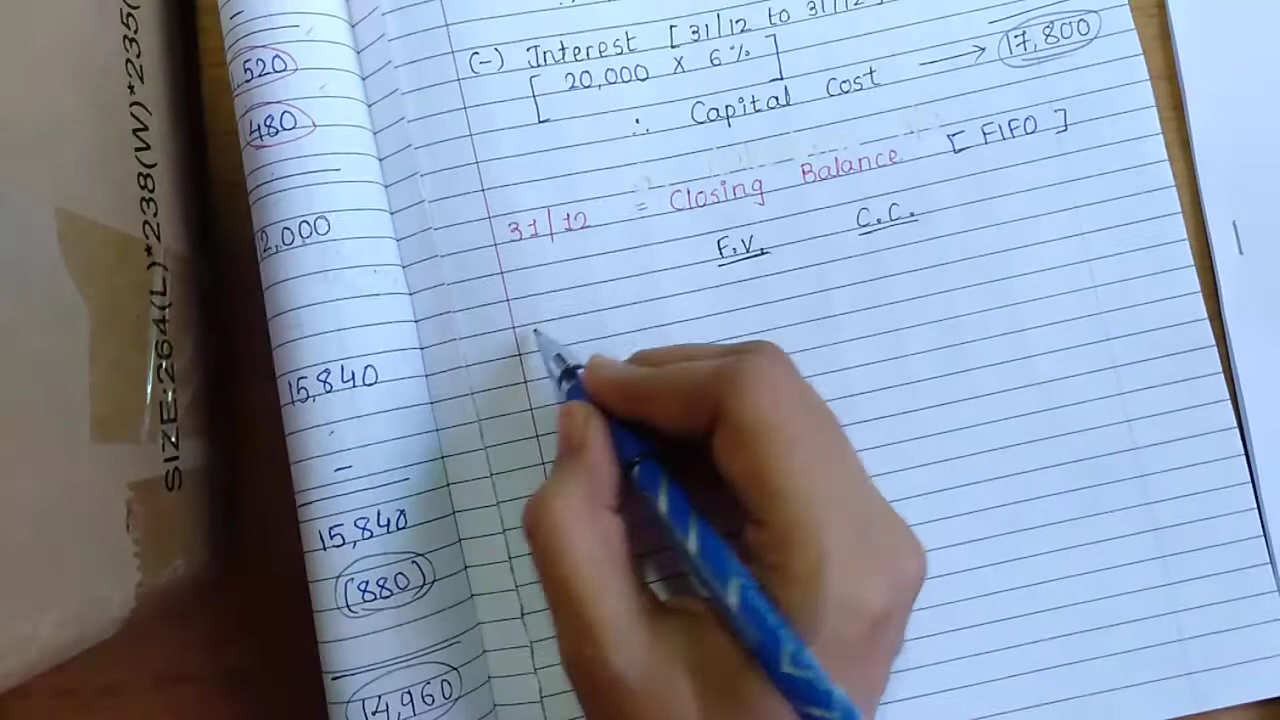 SIZE:264(L)*238(W)*235(
,520
480
2,000
15,840
-
15,840
(880)
14,960
(-) Interest [31/12 to 31/12
[ 20,000 x 6% ]
∴ Capital Cost → 17,800
31/12 = Closing Balance [FIFO]
F.V. C.C.